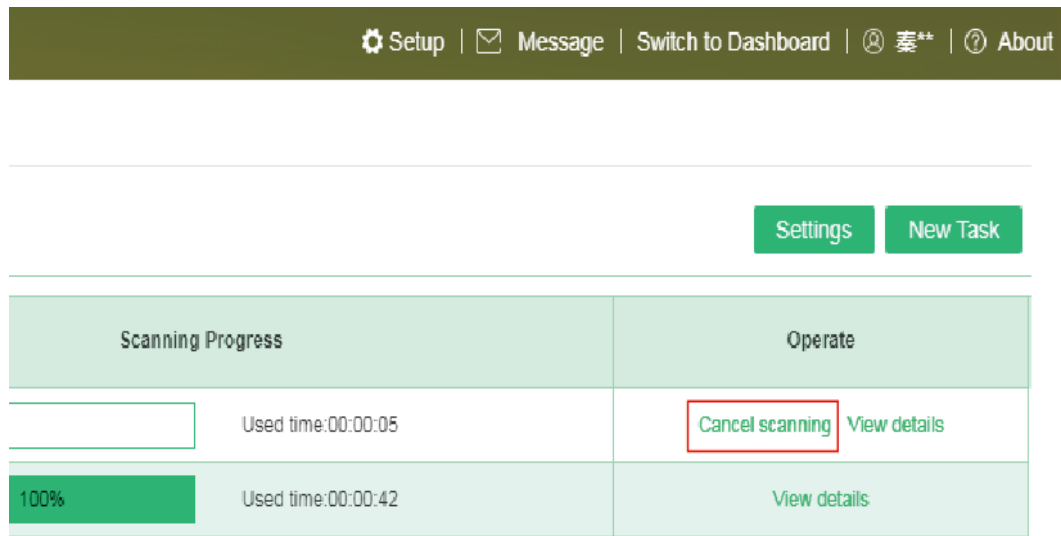 Setup | Message | Switch to Dashboard | 秦** | About
Settings New Task
Scanning Progress Operate
Used time:00:00:05 Cancel scanning View details
100% Used time:00:00:42 View details